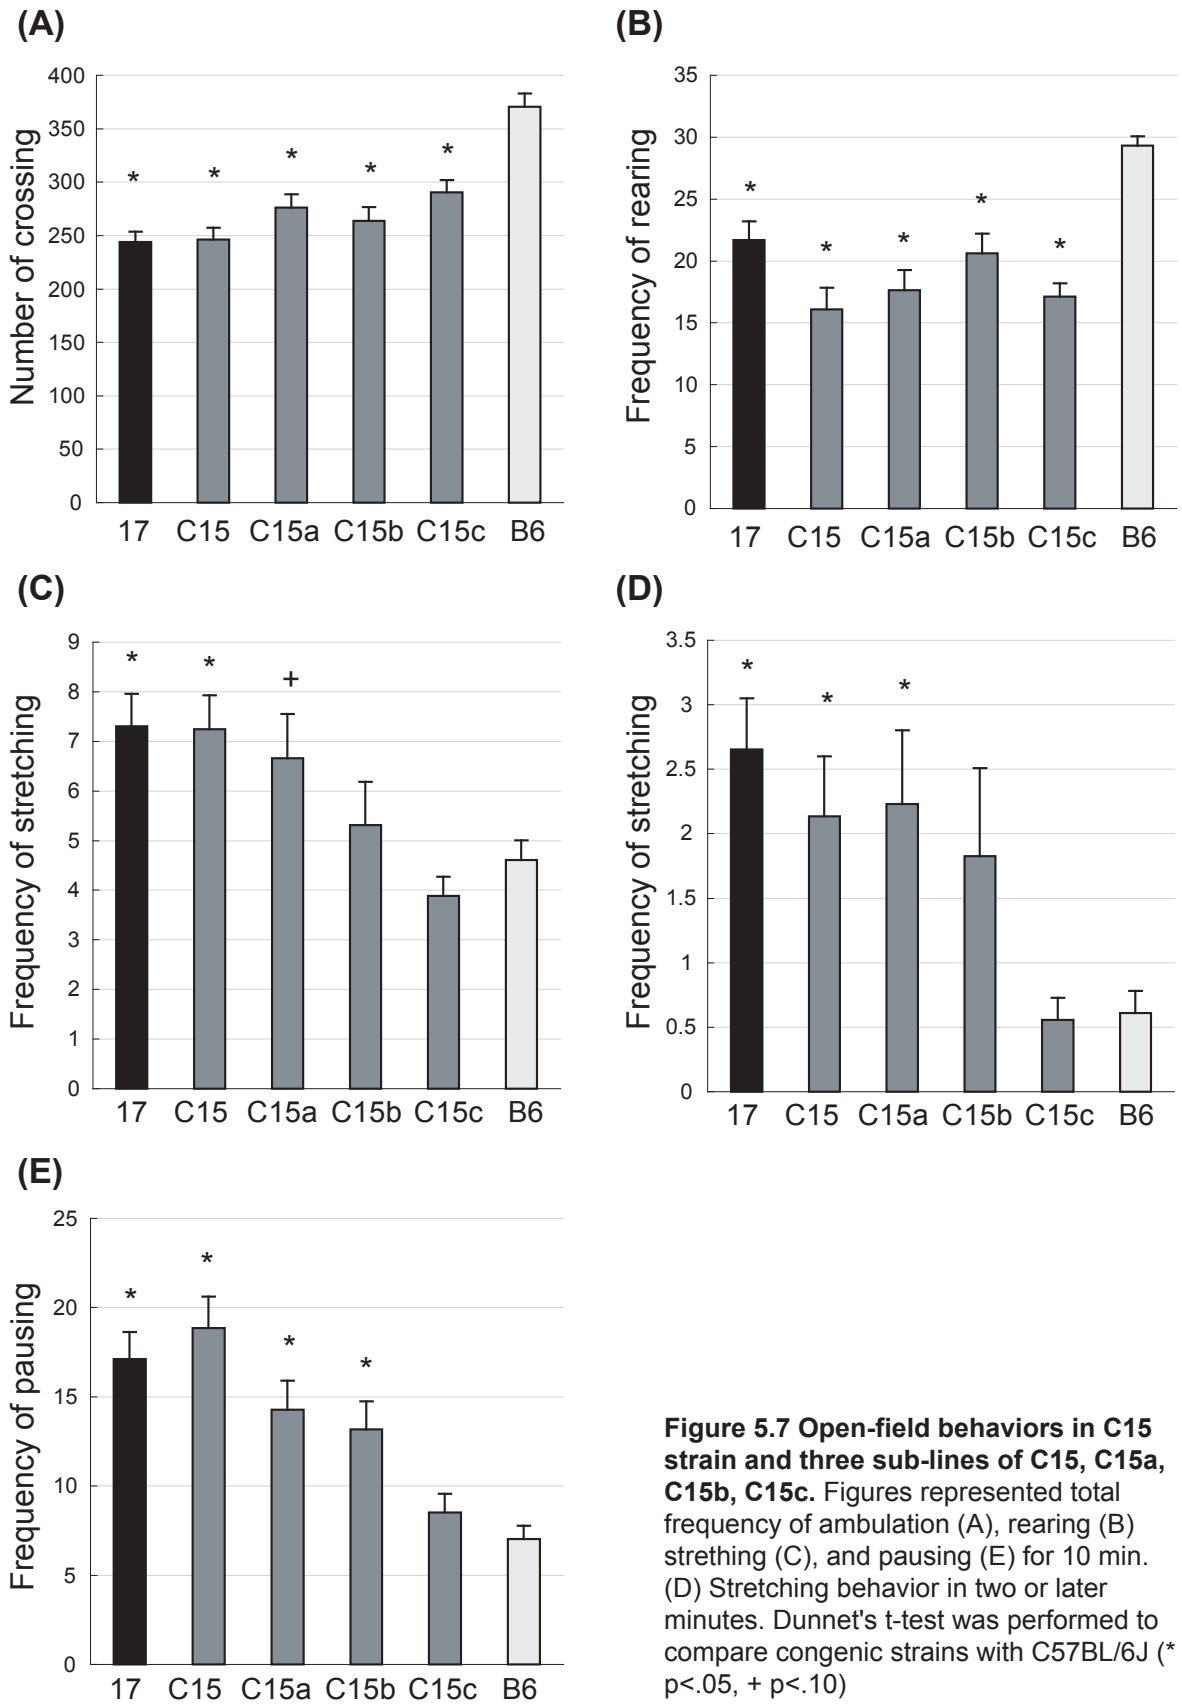 (A)
Number of crossing
400
350
300
250
200
150
100
50
0
* * * * *
17 C15 C15a C15b C15c B6
(B)
Frequency of rearing
35
30
25
20
15
10
5
0
* * * * *
17 C15 C15a C15b C15c B6
(C)
Frequency of stretching
9
8
7
6
5
4
3
2
1
0
* * +
17 C15 C15a C15b C15c B6
(D)
Frequency of stretching
3.5
3
2.5
2
1.5
1
0.5
0
* * *
17 C15 C15a C15b C15c B6
(E)
Frequency of pausing
25
20
15
10
5
0
* * * *
17 C15 C15a C15b C15c B6
Figure 5.7 Open-field behaviors in C15
strain and three sub-lines of C15, C15a,
C15b, C15c. Figures represented total
frequency of ambulation (A), rearing (B)
strething (C), and pausing (E) for 10 min.
(D) Stretching behavior in two or later
minutes. Dunnet's t-test was performed to
compare congenic strains with C57BL/6J (*
p<.05, + p<.10)